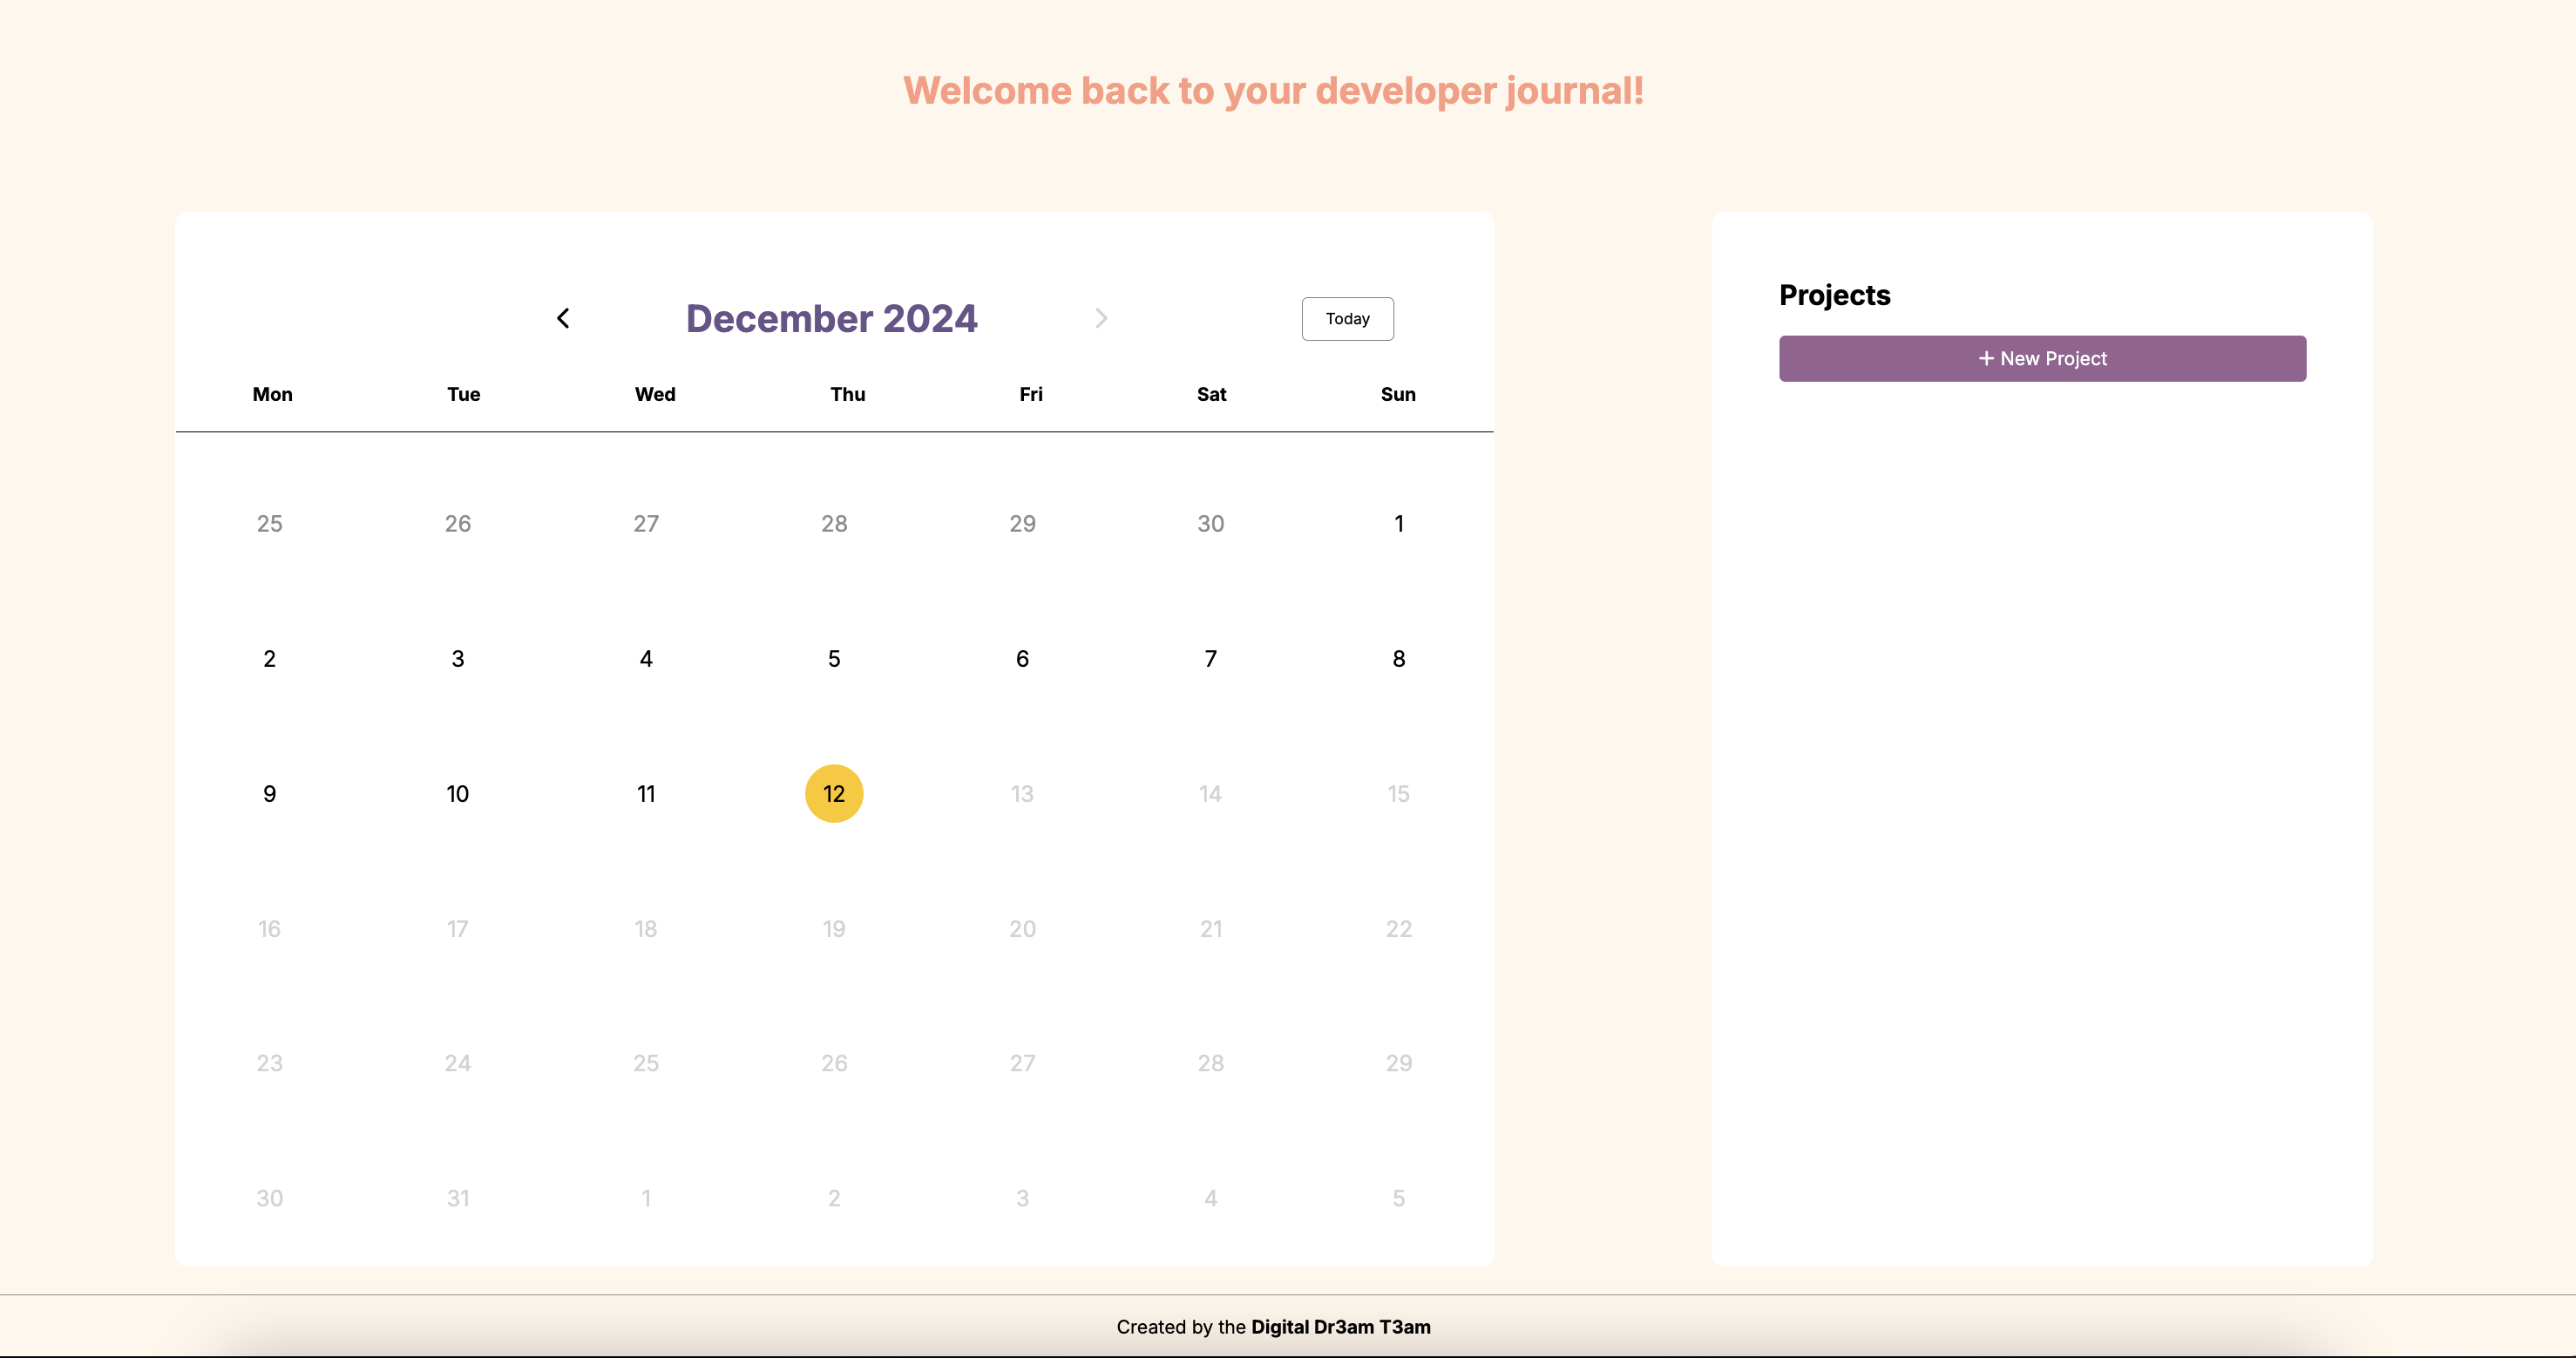 Welcome back to your developer journal!
December 2024
Today
Mon Tue Wed Thu Fri Sat Sun
25 26 27 28 29 30 1
2 3 4 5 6 7 8
9 10 11 12 13 14 15
16 17 18 19 20 21 22
23 24 25 26 27 28 29
30 31 1 2 3 4 5
Projects
+ New Project
Created by the Digital Dr3am T3am